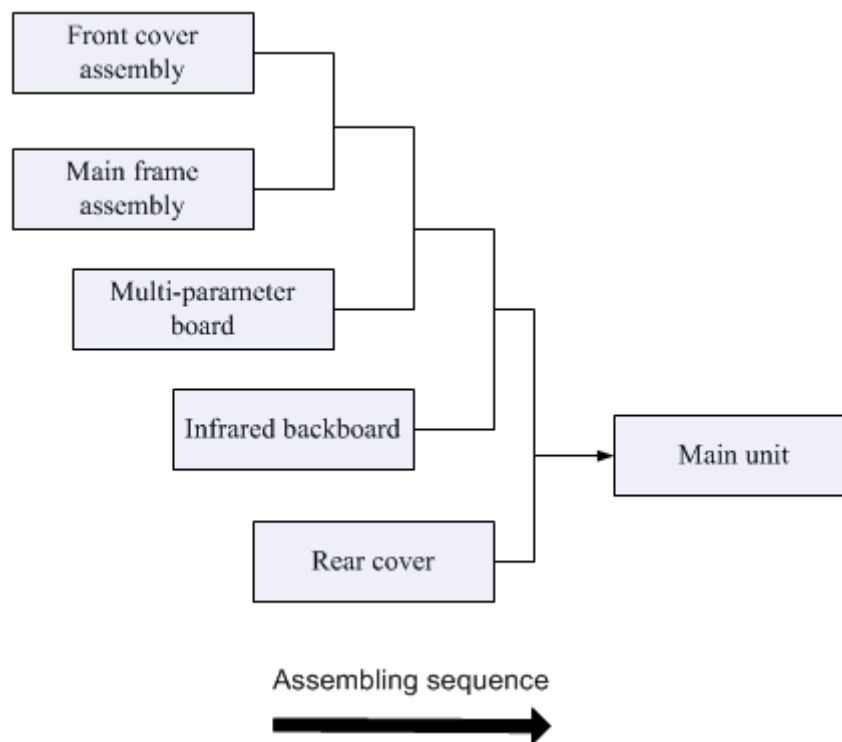 Front cover
assembly
Main frame
assembly
Multi-parameter
board
Infrared backboard
Main unit
Rear cover
Assembling sequence